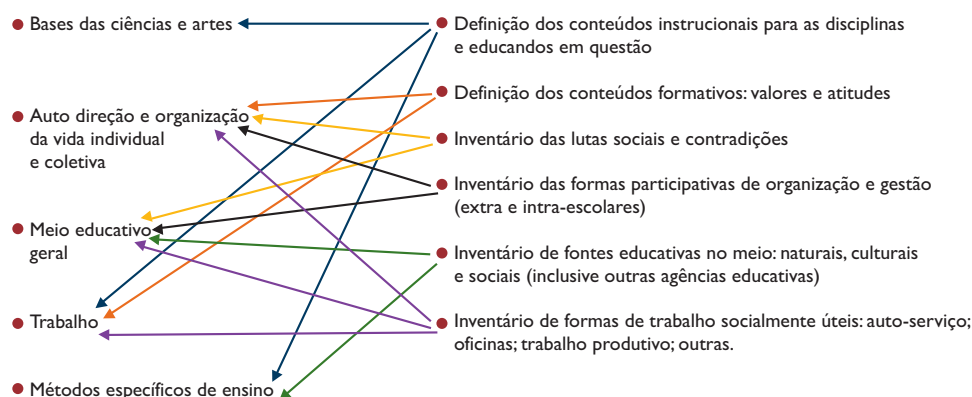 Bases das ciências e artes
Auto direção e organização
da vida individual
e coletiva
Meio educativo
geral
Trabalho
Métodos específicos de ensino
Definição dos conteúdos instrucionais para as disciplinas
e educandos em questão
Definição dos conteúdos formativos: valores e atitudes
Inventário das lutas sociais e contradições
Inventário das formas participativas de organização e gestão
(extra e intra-escolares)
Inventário de fontes educativas no meio: naturais, culturais
e sociais (inclusive outras agências educativas)
Inventário de formas de trabalho socialmente úteis: auto-serviço;
oficinas; trabalho produtivo; outras.